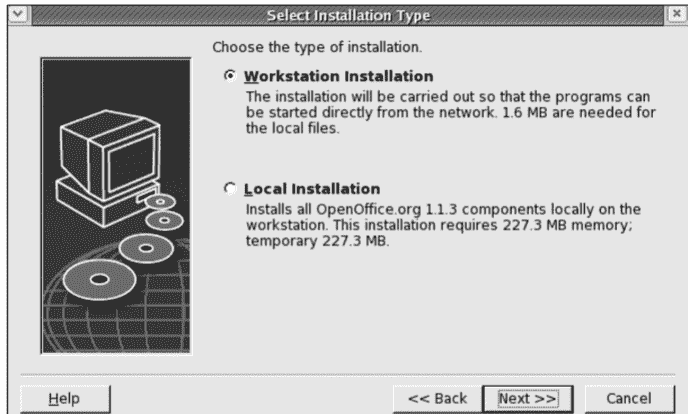 Select Installation Type
Choose the type of installation.
Workstation Installation
The installation will be carried out so that the programs can
be started directly from the network. 1.6 MB are needed for
the local files.
Local Installation
Installs all OpenOffice.org 1.1.3 components locally on the
workstation. This installation requires 227.3 MB memory;
temporary 227.3 MB.
Help
<< Back
Next >>
Cancel